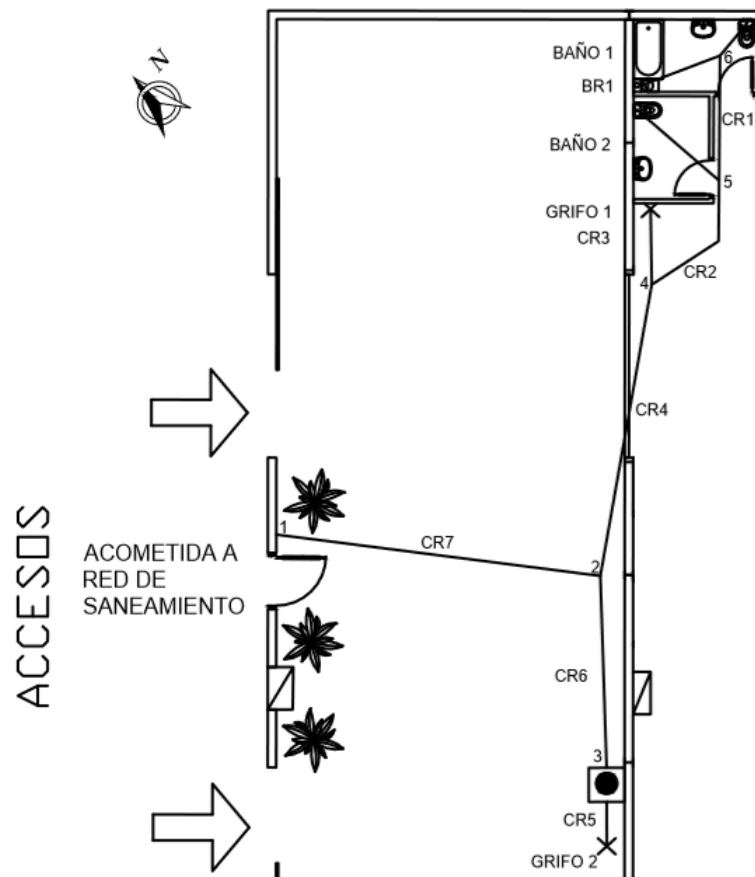 N
BAÑO 1
6
BR1
CR1
BAÑO 2
5
GRIFO 1
CR3
CR2
4
CR4
1
CR7
2
ACCESOS
ACOMETIDA A
RED DE
SANEAMIENTO
CR6
3
CR5
GRIFO 2